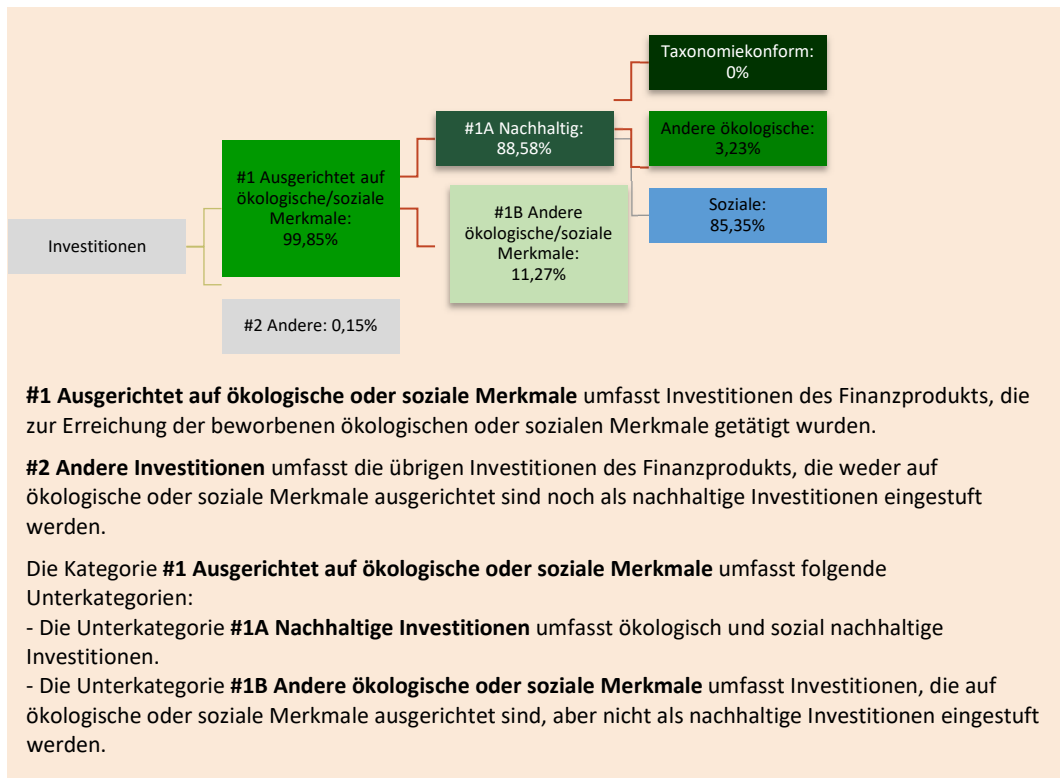 Taxonomiekonform:
0%
#1A Nachhaltig:
88,58%
Andere ökologische:
3,23%
#1 Ausgerichtet auf
ökologische/soziale
Merkmale:
99,85%
#1B Andere
ökologische/soziale
Merkmale:
11,27%
Soziale:
85,35%
Investitionen
#2 Andere: 0,15%
#1 Ausgerichtet auf ökologische oder soziale Merkmale umfasst Investitionen des Finanzprodukts, die
zur Erreichung der beworbenen ökologischen oder sozialen Merkmale getätigt wurden.
#2 Andere Investitionen umfasst die übrigen Investitionen des Finanzprodukts, die weder auf
ökologische oder soziale Merkmale ausgerichtet sind noch als nachhaltige Investitionen eingestuft
werden.
Die Kategorie #1 Ausgerichtet auf ökologische oder soziale Merkmale umfasst folgende
Unterkategorien:
- Die Unterkategorie #1A Nachhaltige Investitionen umfasst ökologisch und sozial nachhaltige
Investitionen.
- Die Unterkategorie #1B Andere ökologische oder soziale Merkmale umfasst Investitionen, die auf
ökologische oder soziale Merkmale ausgerichtet sind, aber nicht als nachhaltige Investitionen eingestuft
werden.